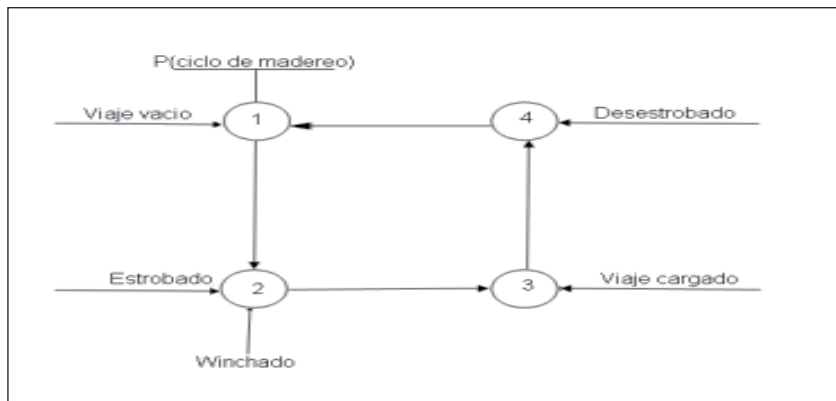 P(ciclo de madereo)
Viaje vacio
1
4
Desestrobado
Estrobado
2
3
Viaje cargado
Winchado